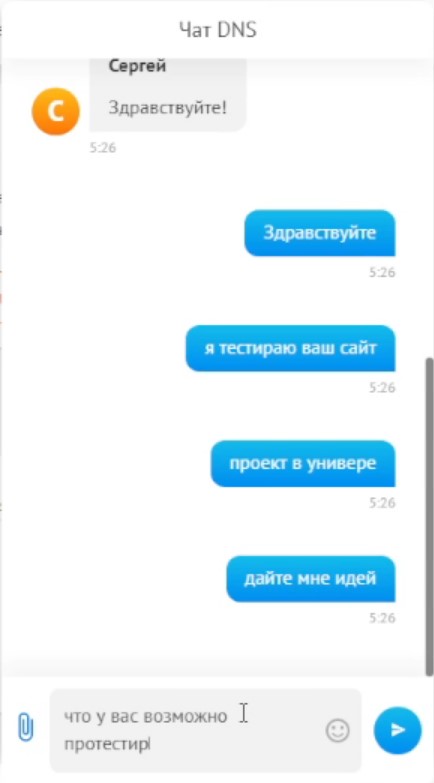 Чат DNS
Сергей
С
Здравствуйте!
5:26
Здравствуйте
5:26
я тестираю ваш сайт
5:26
проект в универе
5:26
дайте мне идей
5:26
что у вас возможно
протестир